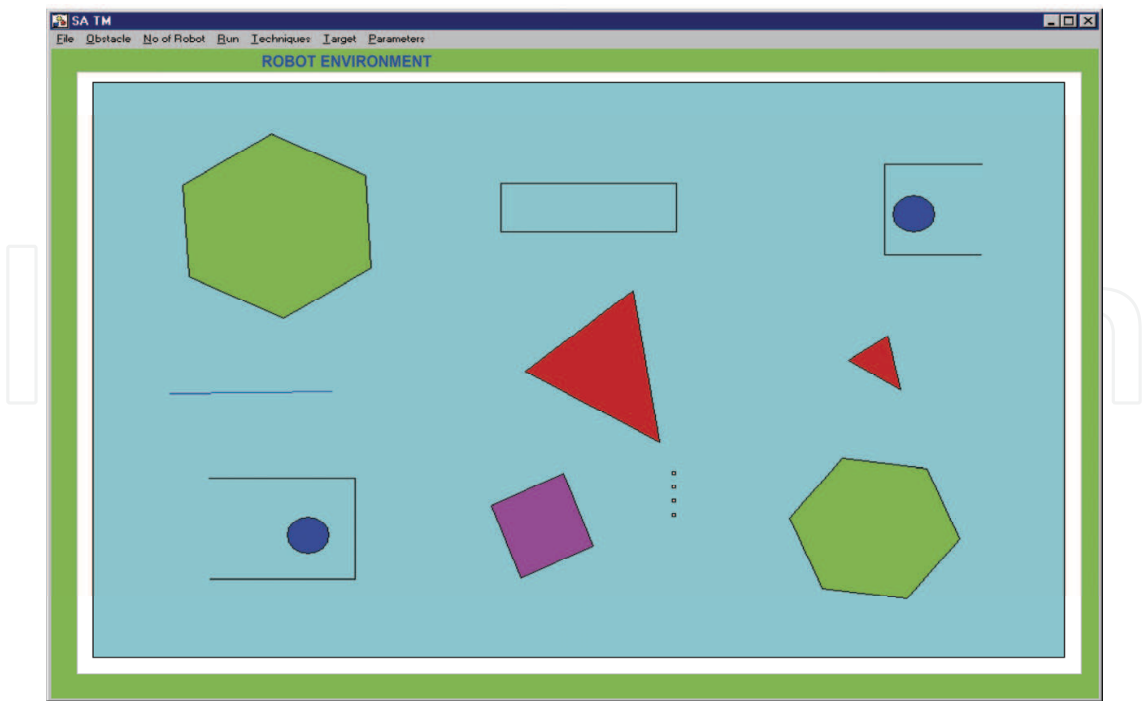 SA TM
File Obstacle No of Robot Run Techniques Target Parameters
ROBOT ENVIRONMENT